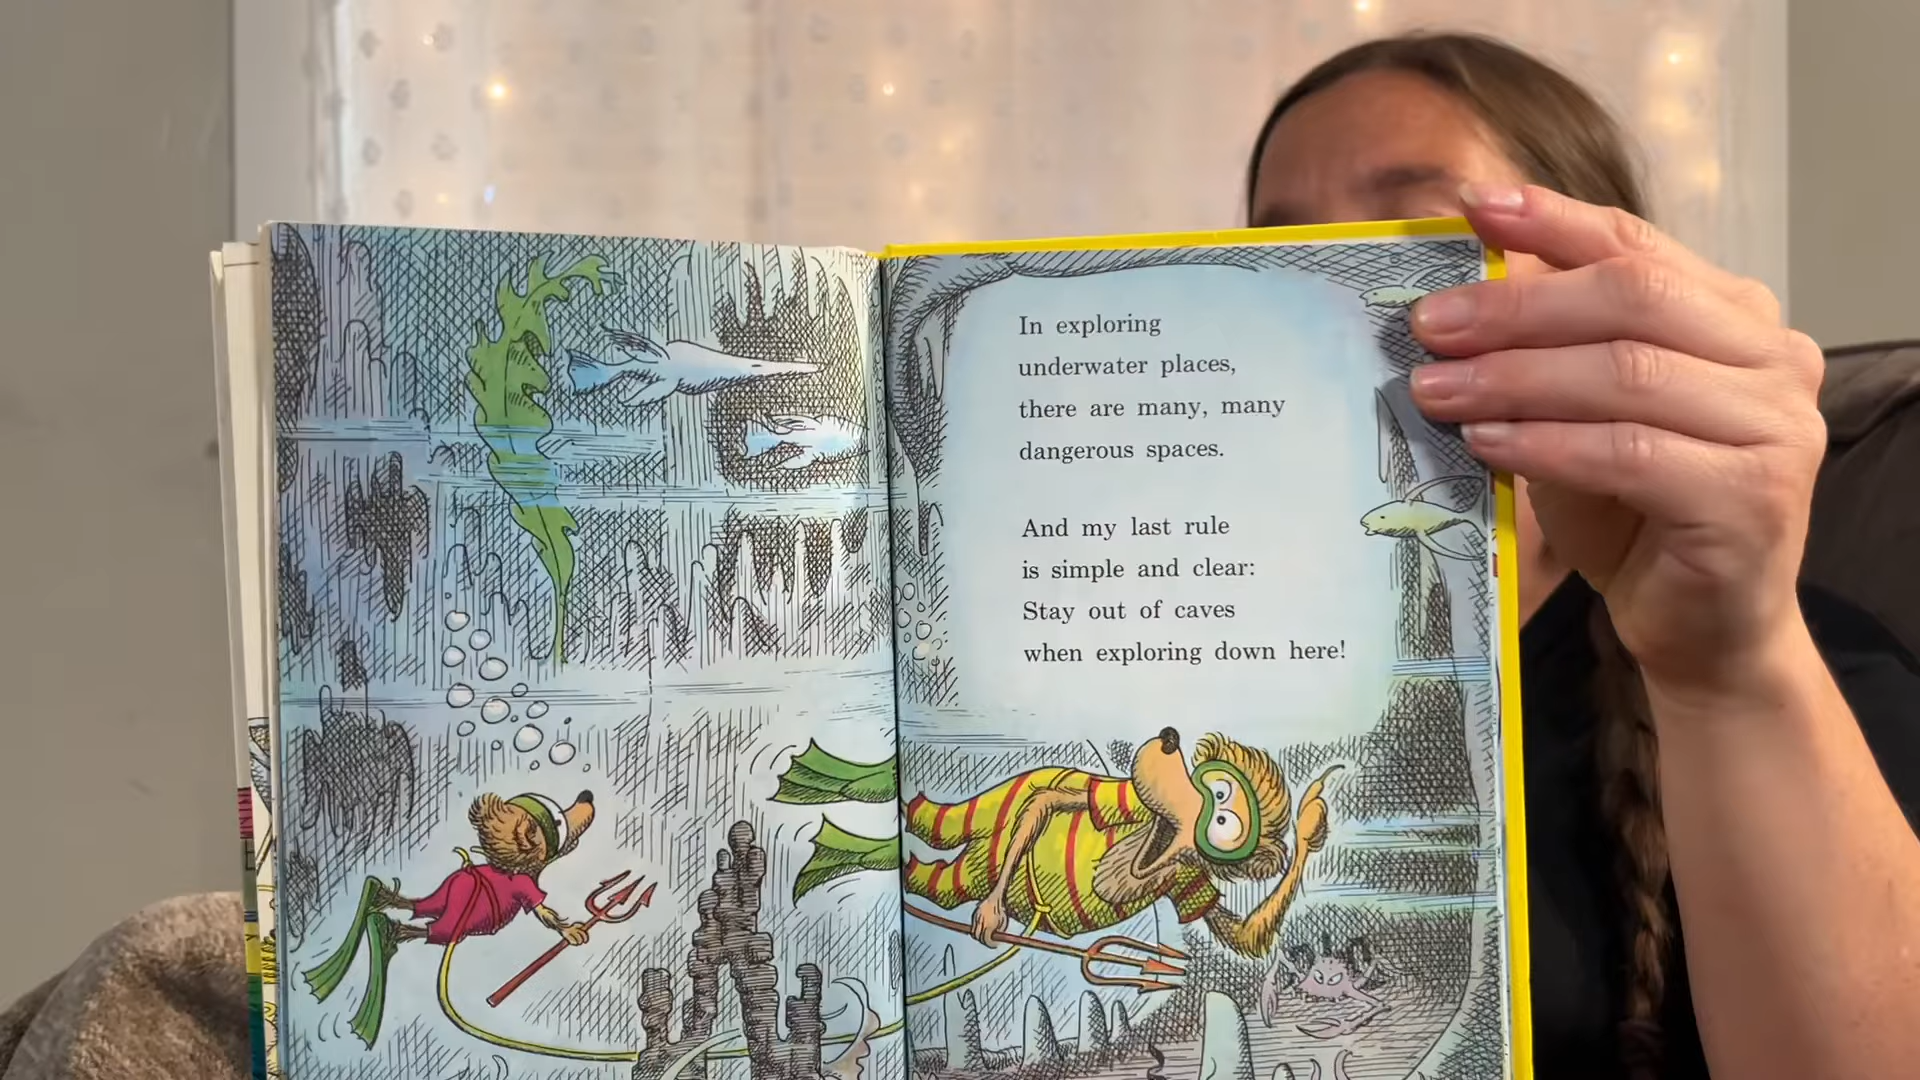 In exploring
underwater places,
there are many, many
dangerous spaces.
And my last rule
is simple and clear:
Stay out of caves
when exploring down here!